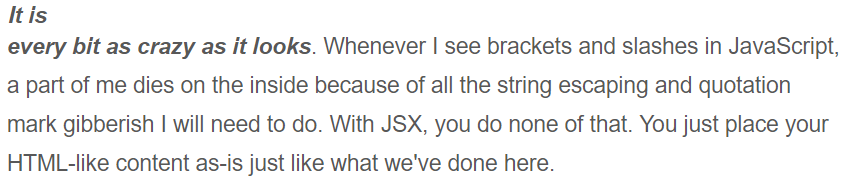 It is
every bit as crazy as it looks. Whenever I see brackets and slashes in JavaScript,
a part of me dies on the inside because of all the string escaping and quotation
mark gibberish I will need to do. With JSX, you do none of that. You just place your
HTML-like content as-is just like what we've done here.